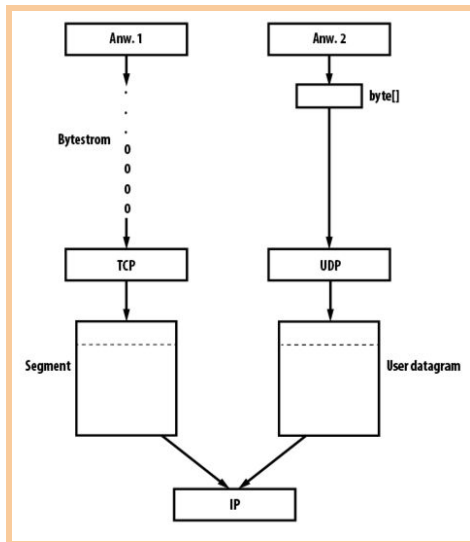 Anw. 1
Anw. 2
byte[]
Bytestrom
0
0
0
0
TCP
UDP
Segment
User datagram
IP